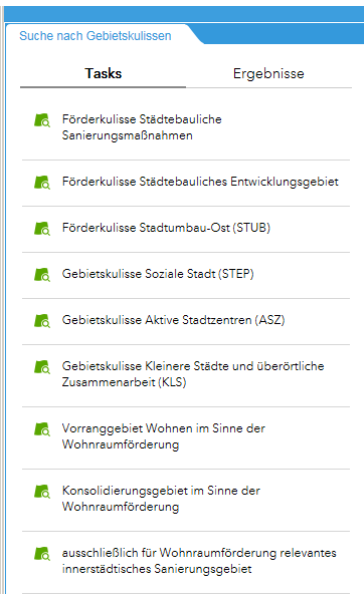 Suche nach Gebietskulissen
Tasks Ergebnisse
Förderkulisse Städtebauliche
Sanierungsmaßnahmen
Förderkulisse Städtebauliches Entwicklungsgebiet
Förderkulisse Stadtumbau-Ost (STUB)
Gebietskulisse Soziale Stadt (STEP)
Gebietskulisse Aktive Stadtzentren (ASZ)
Gebietskulisse Kleinere Städte und überörtliche
Zusammenarbeit (KLS)
Vorranggebiet Wohnen im Sinne der
Wohnraumförderung
Konsolidierungsgebiet im Sinne der
Wohnraumförderung
ausschließlich für Wohnraumförderung relevantes
innerstädtisches Sanierungsgebiet